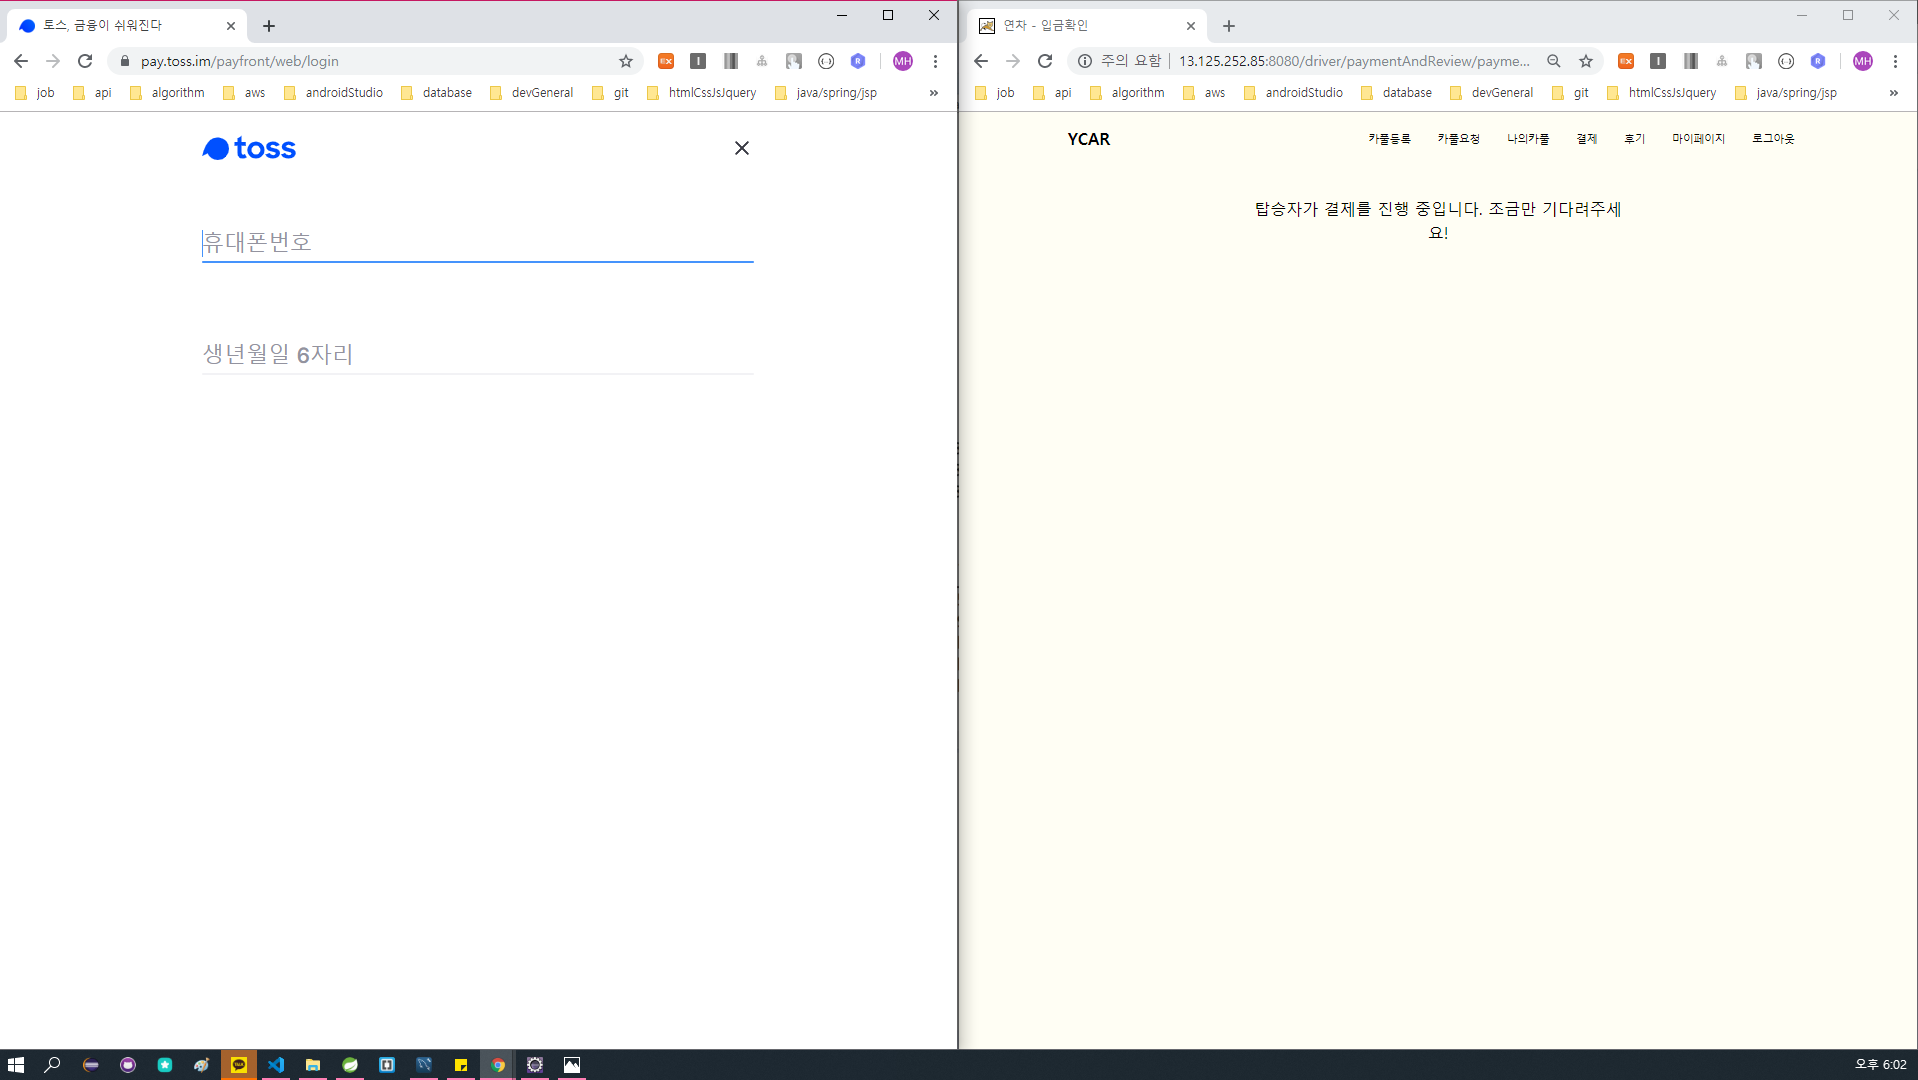 토스, 금융이 쉬워진다
pay.toss.im/payfront/web/login
MH
job api algorithm aws androidStudio database devGeneral git htmlCssJsJquery java/spring/jsp »
toss
휴대폰번호
생년월일 6자리
연차 - 입금확인
주의 요함 13.125.252.85:8080/driver/paymentAndReview/payme...
MH
job api algorithm aws androidStudio database devGeneral git htmlCssJsJquery java/spring/jsp »
YCAR 카풀등록 카풀요청 나의카풀 결제 후기 마이페이지 로그아웃
탑승자가 결제를 진행 중입니다. 조금만 기다려주세
요!
오후 6:02